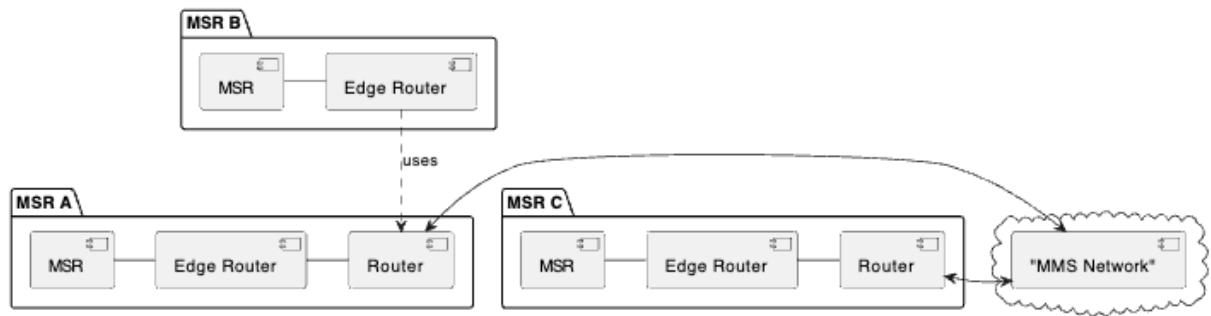 MSR B
MSR
Edge Router
uses
MSR A
MSR
Edge Router
Router
MSR C
MSR
Edge Router
Router
"MMS Network"